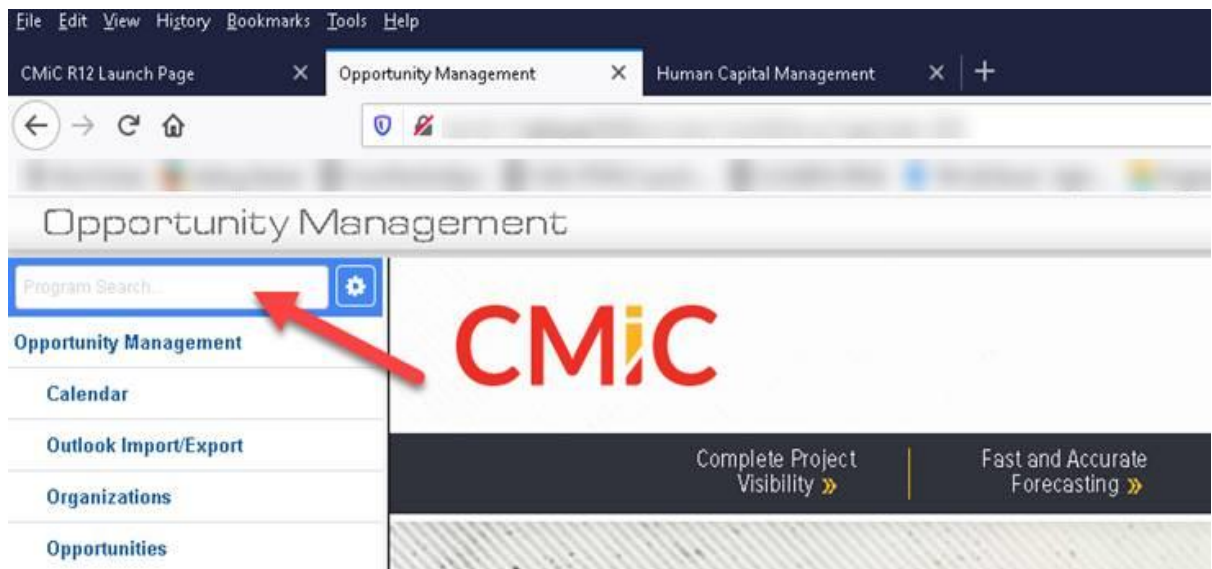 File Edit View History Bookmarks Tools Help
CMiC R12 Launch Page Opportunity Management Human Capital Management
Opportunity Management
Program Search...
Opportunity Management
Calendar
Outlook Import/Export
Organizations
Opportunities
CMiC
Complete Project
Visibility »
Fast and Accurate
Forecasting »